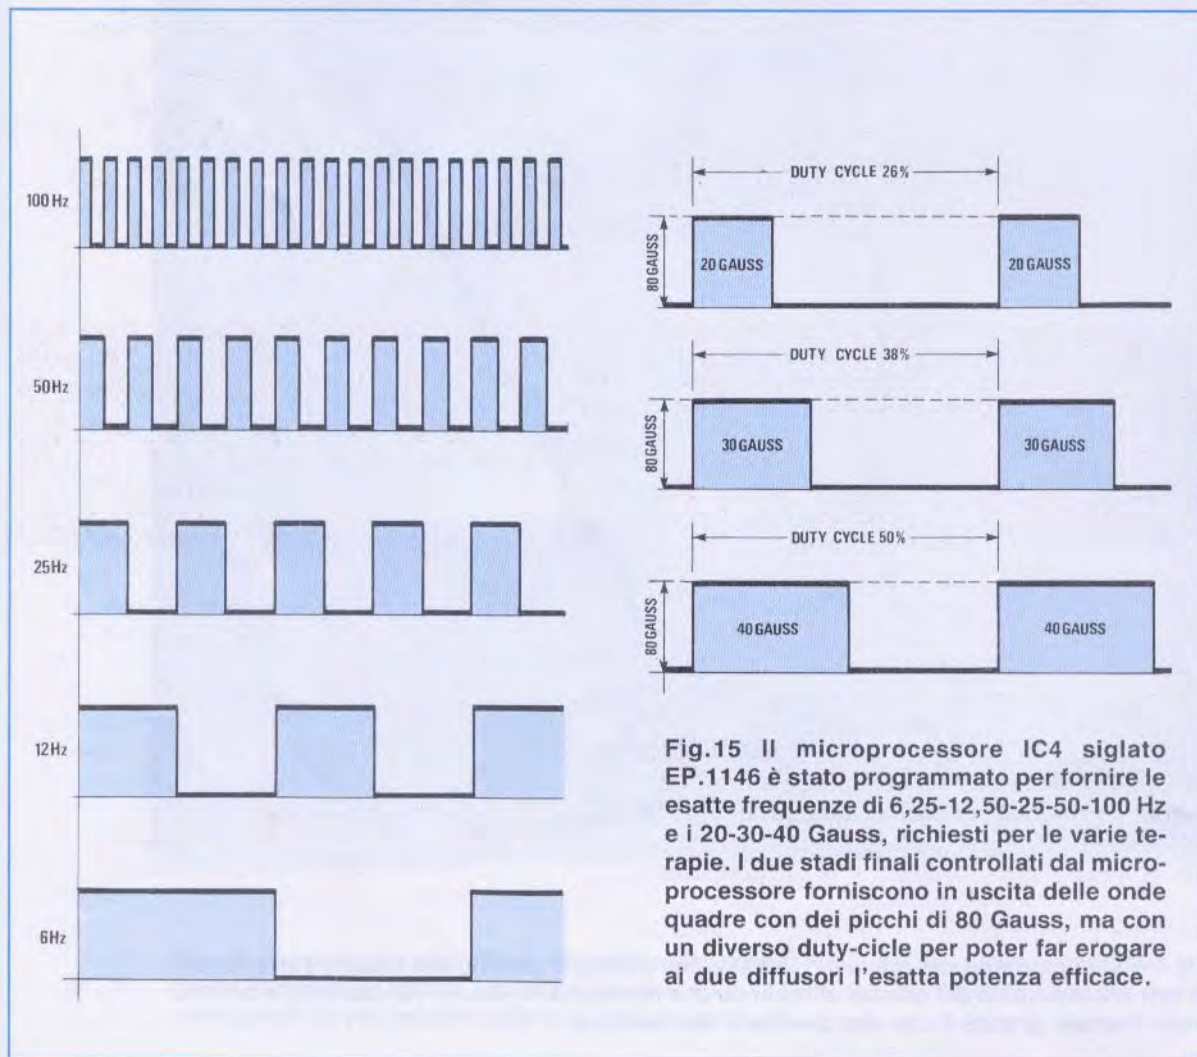 100 Hz
50Hz
25Hz
12Hz
6Hz
DUTY CYCLE 26%
80 GAUSS
20 GAUSS
20 GAUSS
DUTY CYCLE 38%
80 GAUSS
30 GAUSS
30 GAUSS
DUTY CYCLE 50%
80 GAUSS
40 GAUSS
40 GAUSS
Fig.15 Il microprocessore IC4 siglato
EP.1146 è stato programmato per fornire le
esatte frequenze di 6,25-12,50-25-50-100 Hz
e i 20-30-40 Gauss, richiesti per le varie te-
rapie. I due stadi finali controllati dal micro-
processore forniscono in uscita delle onde
quadre con dei picchi di 80 Gauss, ma con
un diverso duty-cicle per poter far erogare
ai due diffusori l'esatta potenza efficace.